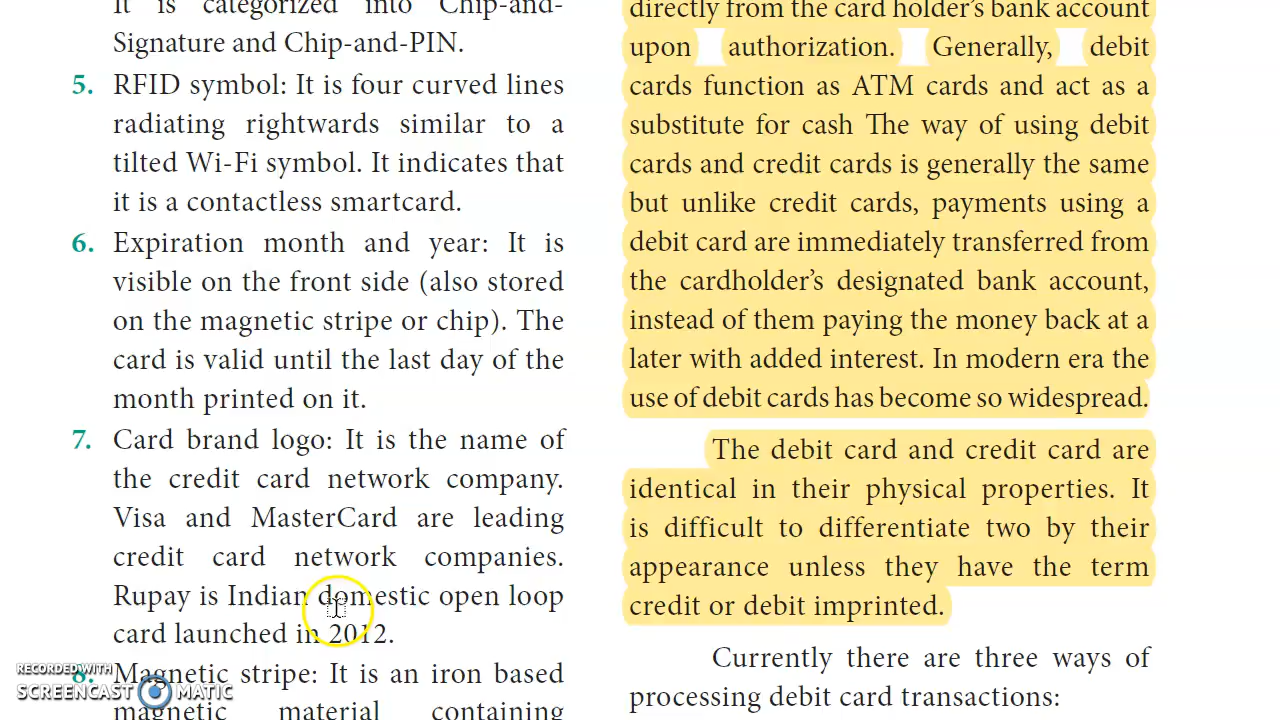 It is categorized into Chip-and-
Signature and Chip-and-PIN.
5. RFID symbol: It is four curved lines
radiating rightwards similar to a
tilted Wi-Fi symbol. It indicates that
it is a contactless smartcard.
6. Expiration month and year: It is
visible on the front side (also stored
on the magnetic stripe or chip). The
card is valid until the last day of the
month printed on it.
7. Card brand logo: It is the name of
the credit card network company.
Visa and MasterCard are leading
credit card network companies.
Rupay is Indian domestic open loop
card launched in 2012.
8. Magnetic stripe: It is an iron based
magnetic material containing
directly from the card holder's bank account
upon authorization. Generally, debit
cards function as ATM cards and act as a
substitute for cash The way of using debit
cards and credit cards is generally the same
but unlike credit cards, payments using a
debit card are immediately transferred from
the cardholder's designated bank account,
instead of them paying the money back at a
later with added interest. In modern era the
use of debit cards has become so widespread.
The debit card and credit card are
identical in their physical properties. It
is difficult to differentiate two by their
appearance unless they have the term
credit or debit imprinted.
Currently there are three ways of
processing debit card transactions:
RECORDED WITH
SCREENCAST MATIC